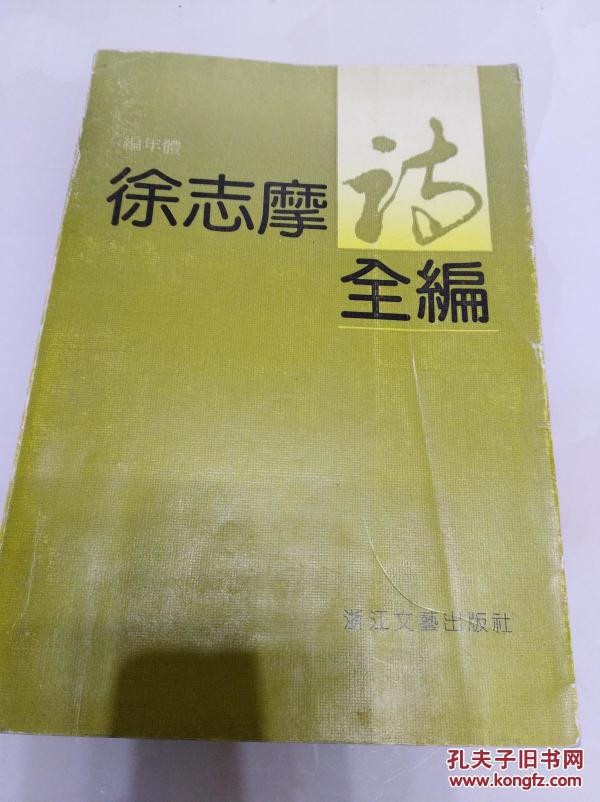 編年體
徐志摩诗
全編
浙江文藝出版社
孔夫子旧书网
www.kongfz.com